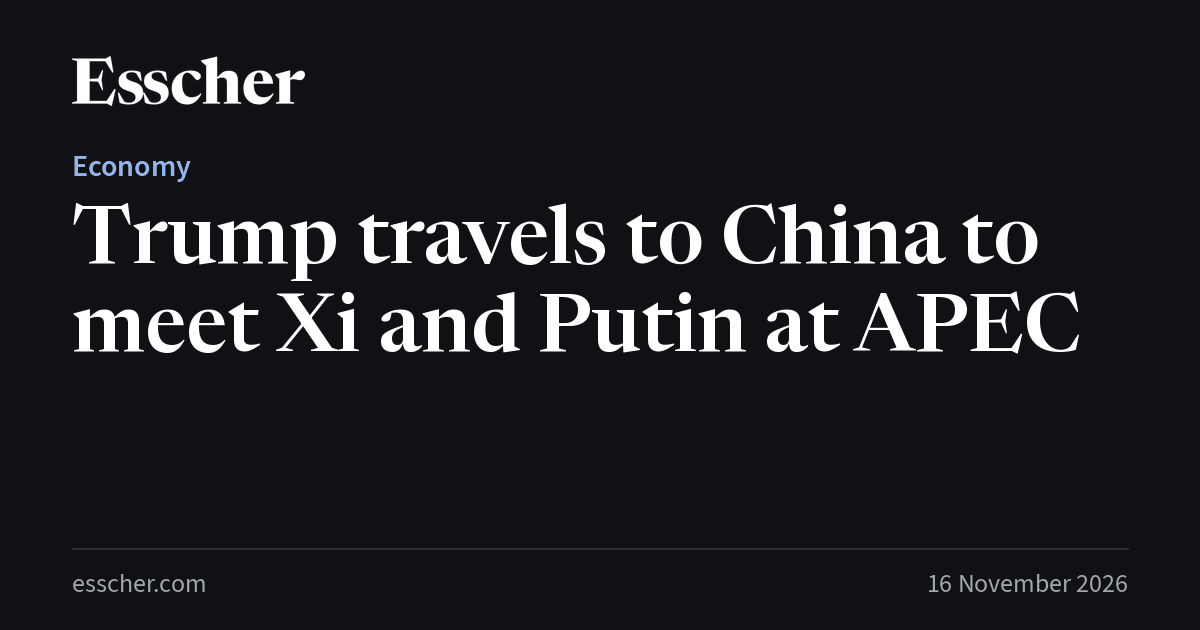 Esscher
Economy
Trump travels to China to
meet Xi and Putin at APEC
esscher.com
16 November 2026